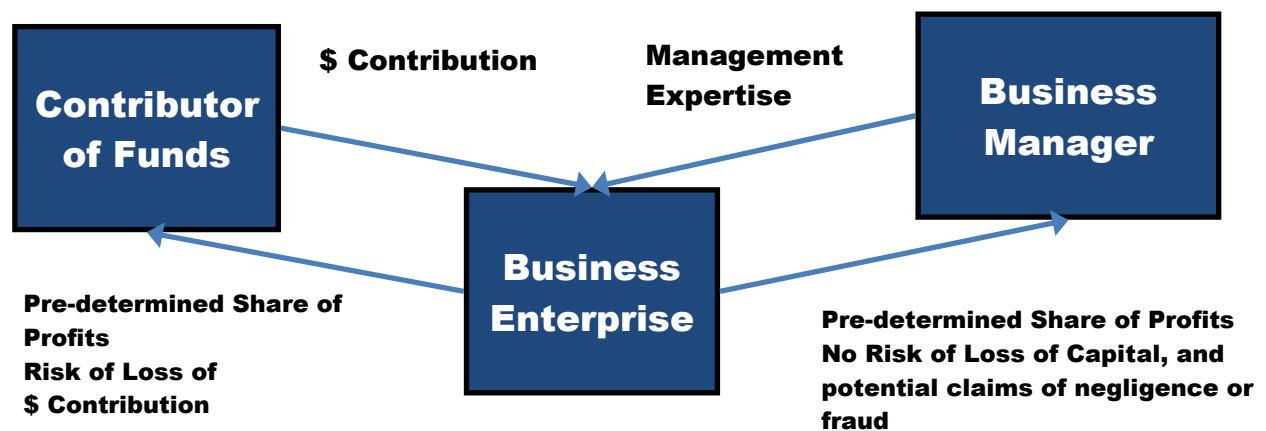 Contributor
of Funds
$ Contribution
Management
Expertise
Business
Manager
Business
Enterprise
Pre-determined Share of
Profits
Risk of Loss of
$ Contribution
Pre-determined Share of Profits
No Risk of Loss of Capital, and
potential claims of negligence or
fraud